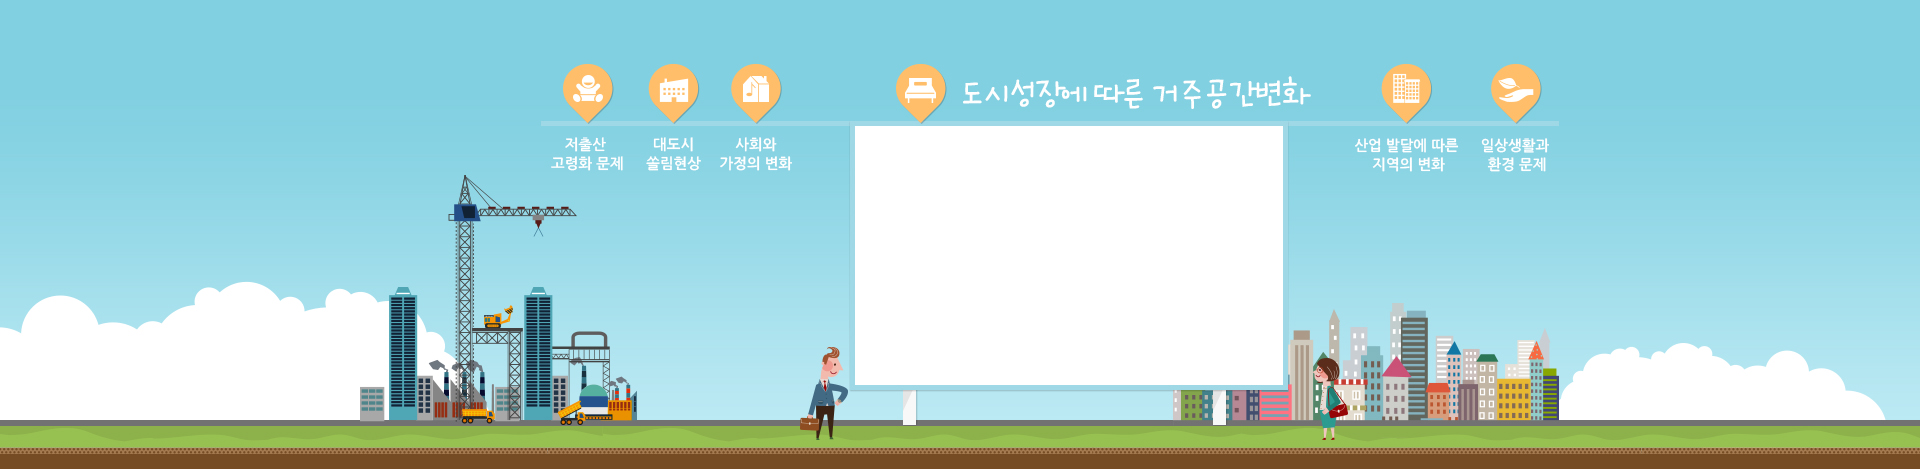 도시성장에 따른 거주공간변화
저출산
고령화 문제
대도시
쏠림현상
사회와
가정의 변화
산업 발달에 따른
지역의 변화
일상생활과
환경 문제